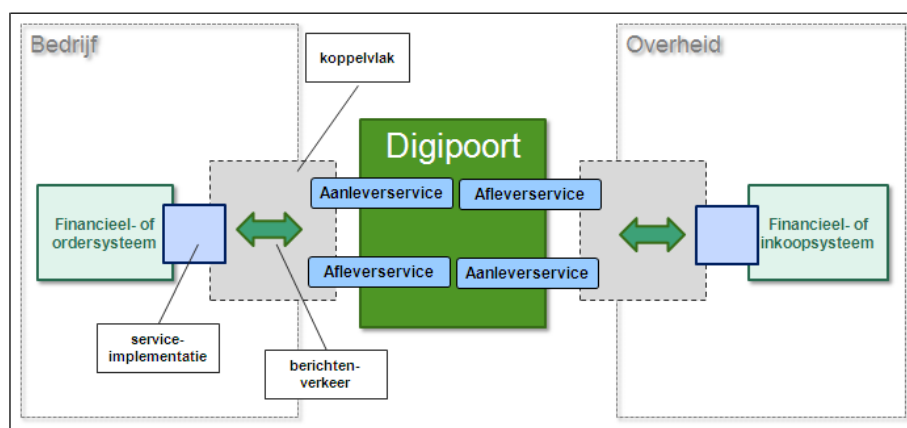 Bedrijf
Overheid
koppelvlak
Digipoort
Aanleverservice
Afleverservice
Financieel- of
ordersysteem
Financieel- of
inkoopsysteem
Afleverservice
Aanleverservice
service-
implementatie
berichten-
verkeer